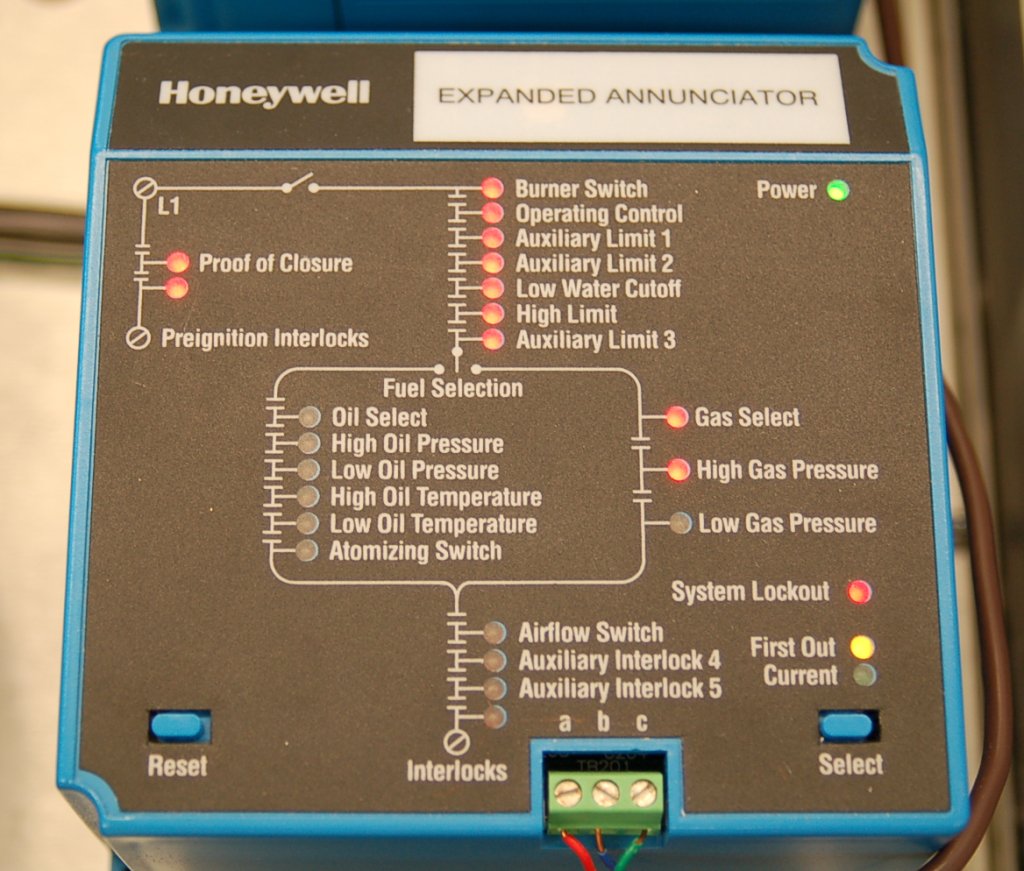 Honeywell
EXPANDED ANNUNCIATOR
L1
Burner Switch
Power
Operating Control
Auxiliary Limit 1
Proof of Closure
Auxiliary Limit 2
Low Water Cutoff
High Limit
Preignition Interlocks
Auxiliary Limit 3
Fuel Selection
Oil Select
Gas Select
High Oil Pressure
Low Oil Pressure
High Gas Pressure
High Oil Temperature
Low Oil Temperature
Low Gas Pressure
Atomizing Switch
System Lockout
Airflow Switch
First Out
Auxiliary Interlock 4
Current
Auxiliary Interlock 5
a b c
Reset
Interlocks
Select
TB201